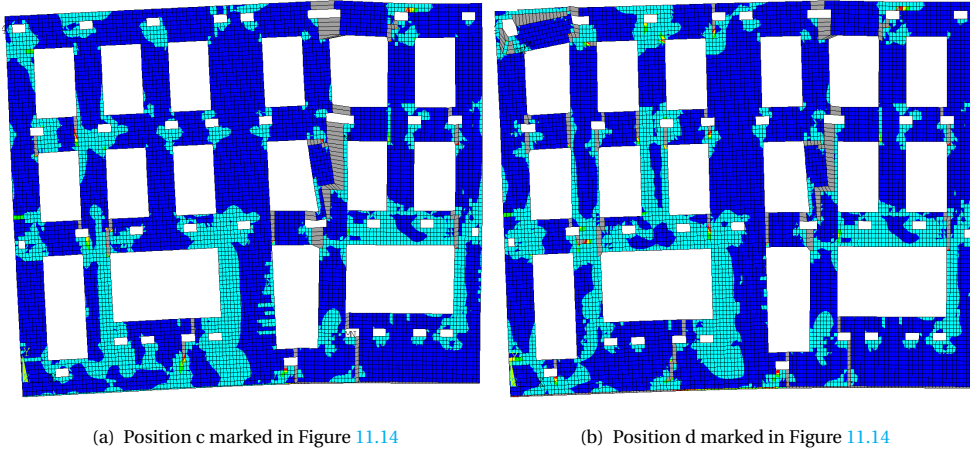 (a) Position c marked in Figure 11.14
(b) Position d marked in Figure 11.14